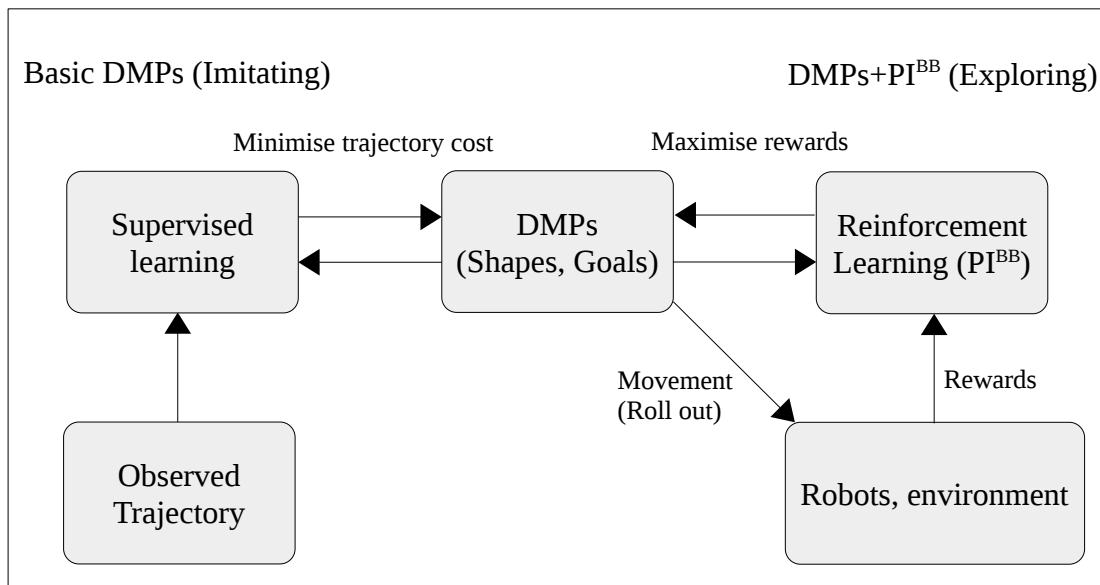 Basic DMPs (Imitating)
DMPs+PI^BB (Exploring)
Minimise trajectory cost
Maximise rewards
Supervised
learning
DMPs
(Shapes, Goals)
Reinforcement
Learning (PI^BB)
Movement
(Roll out)
Rewards
Observed
Trajectory
Robots, environment